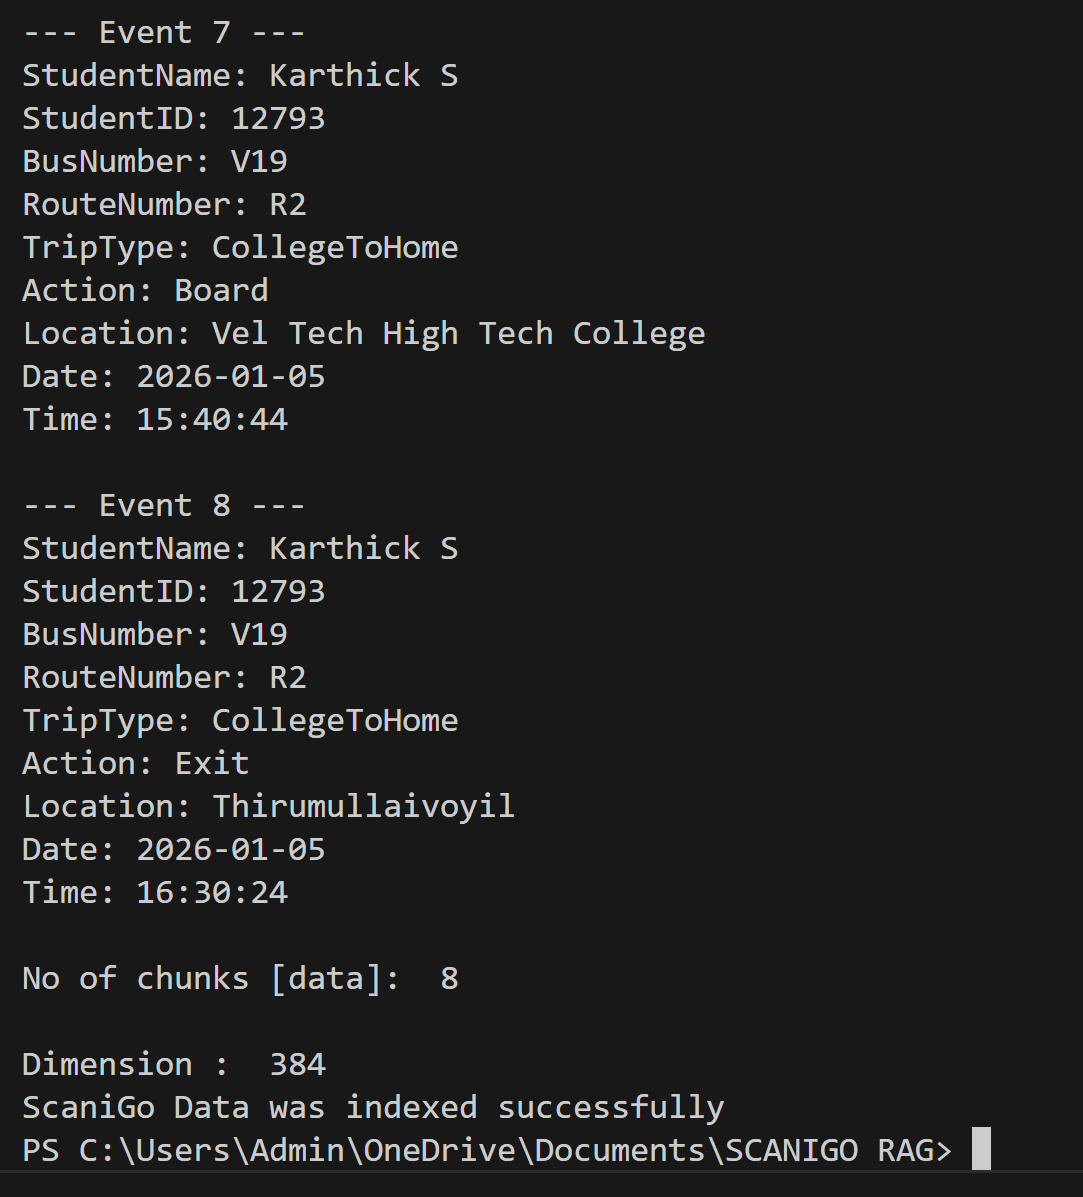 --- Event 7 ---
StudentName: Karthick S
StudentID: 12793
BusNumber: V19
RouteNumber: R2
TripType: CollegeToHome
Action: Board
Location: Vel Tech High Tech College
Date: 2026-01-05
Time: 15:40:44
--- Event 8 ---
StudentName: Karthick S
StudentID: 12793
BusNumber: V19
RouteNumber: R2
TripType: CollegeToHome
Action: Exit
Location: Thirumullaivoyil
Date: 2026-01-05
Time: 16:30:24
No of chunks [data]:  8
Dimension :  384
ScaniGo Data was indexed successfully
PS C:\Users\Admin\OneDrive\Documents\SCANIGO RAG>